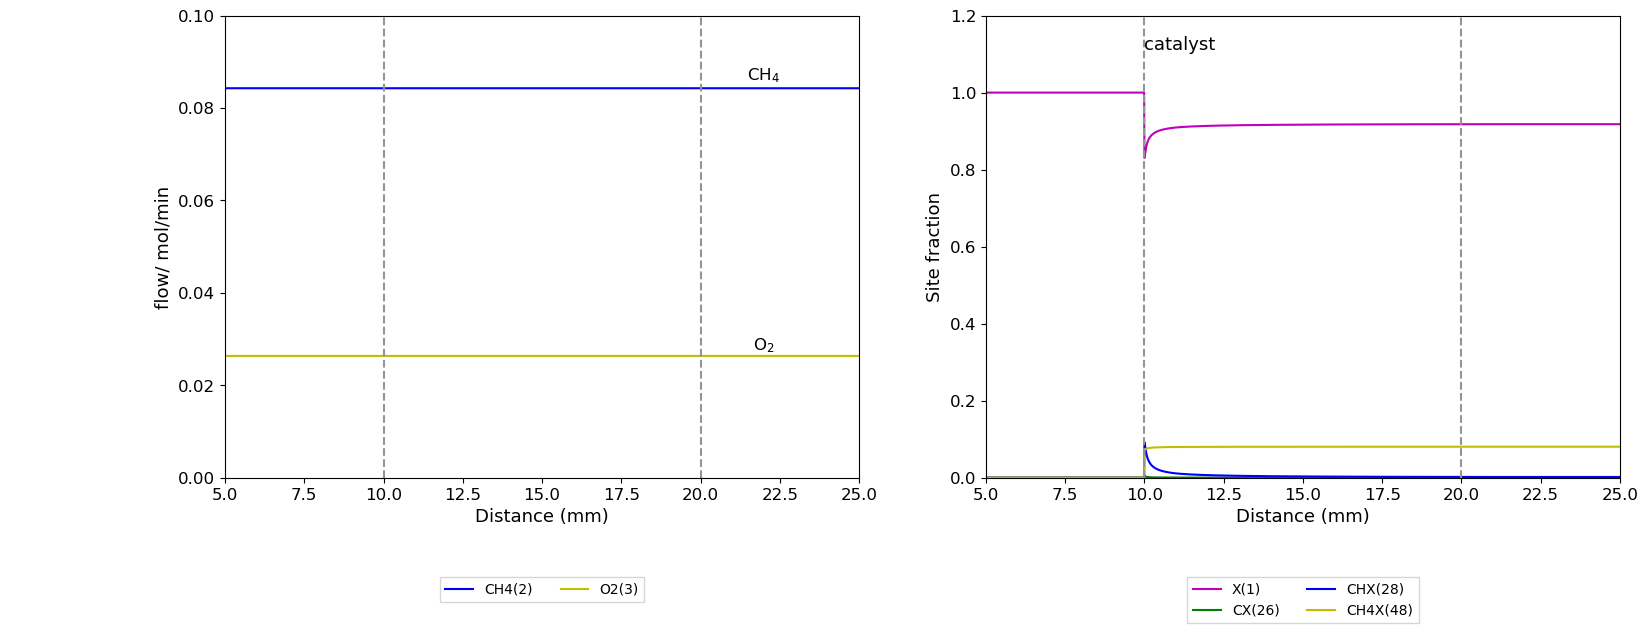 0.10
0.08
0.06
0.04
0.02
0.00
flow/ mol/min
CH4
O2
5.0 7.5 10.0 12.5 15.0 17.5 20.0 22.5 25.0
Distance (mm)
CH4(2) O2(3)
1.2
1.0
0.8
0.6
0.4
0.2
0.0
Site fraction
catalyst
5.0 7.5 10.0 12.5 15.0 17.5 20.0 22.5 25.0
Distance (mm)
X(1) CHX(28)
CX(26) CH4X(48)